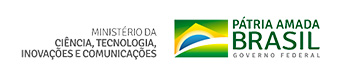 MINISTÉRIO DA
CIÊNCIA, TECNOLOGIA,
INOVAÇÕES E COMUNICAÇÕES
PÁTRIA AMADA
BRASIL
GOVERNO FEDERAL